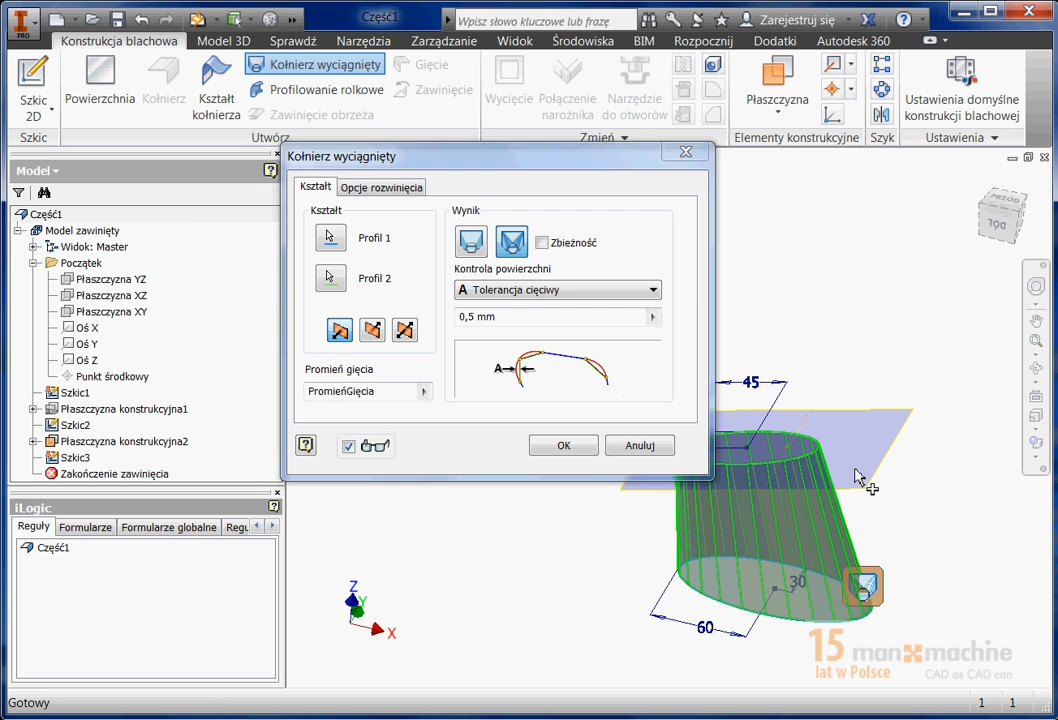 PRO
Część1
Wpisz słowo kluczowe lub frazę
Zarejestruj się
Konstrukcja blachowa
Model 3D
Sprawdź
Narzędzia
Zarządzanie
Widok
Środowiska
BIM
Rozpocznij
Dodatki
Autodesk 360
Szkic
2D
Szkic
Powierzchnia
Kołnierz
Kształt
kołnierza
Kołnierz wyciągnięty
Profilowanie rolkowe
Zawinięcie obrzeża
Gięcie
Zawinięcie
Utwórz
Wycięcie
Połączenie
narożnika
Narzędzie
do otworów
Zmień
Płaszczyzna
Elementy konstrukcyjne
Szyk
Ustawienia domyślne
konstrukcji blachowej
Ustawienia
Model
Część1
Model zawinięty
Widok: Master
Początek
Płaszczyzna YZ
Płaszczyzna XZ
Płaszczyzna XY
Oś X
Oś Y
Oś Z
Punkt środkowy
Szkic1
Płaszczyzna konstrukcyjna1
Szkic2
Płaszczyzna konstrukcyjna2
Szkic3
Zakończenie zawinięcia
iLogic
Reguły
Formularze
Formularze globalne
Regu
Część1
Kołnierz wyciągnięty
Kształt
Opcje rozwinięcia
Kształt
Profil 1
Profil 2
Promień gięcia
PromieńGięcia
Wynik
Zbieżność
Kontrola powierzchni
A Tolerancja cięciwy
0,5 mm
A
OK
Anuluj
PRZÓD
DÓŁ
45
30
60
Z
Y
X
15 man x machine
lat w Polsce
CAD as CAD can
Gotowy
1
1